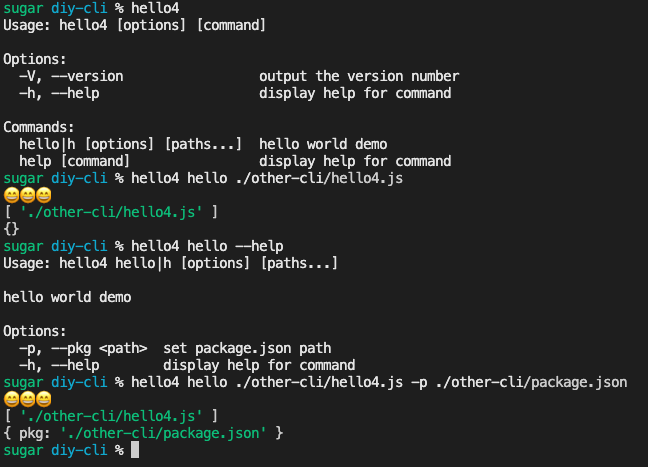 sugar diy-cli % hello4
Usage: hello4 [options] [command]
Options:
-V, --version output the version number
-h, --help display help for command
Commands:
hello|h [options] [paths...] hello world demo
help [command] display help for command
sugar diy-cli % hello4 hello ./other-cli/hello4.js
😄😄😄
[ './other-cli/hello4.js' ]
{}
sugar diy-cli % hello4 hello --help
Usage: hello4 hello|h [options] [paths...]
hello world demo
Options:
-p, --pkg <path> set package.json path
-h, --help display help for command
sugar diy-cli % hello4 hello ./other-cli/hello4.js -p ./other-cli/package.json
😄😄😄
[ './other-cli/hello4.js' ]
{ pkg: './other-cli/package.json' }
sugar diy-cli %